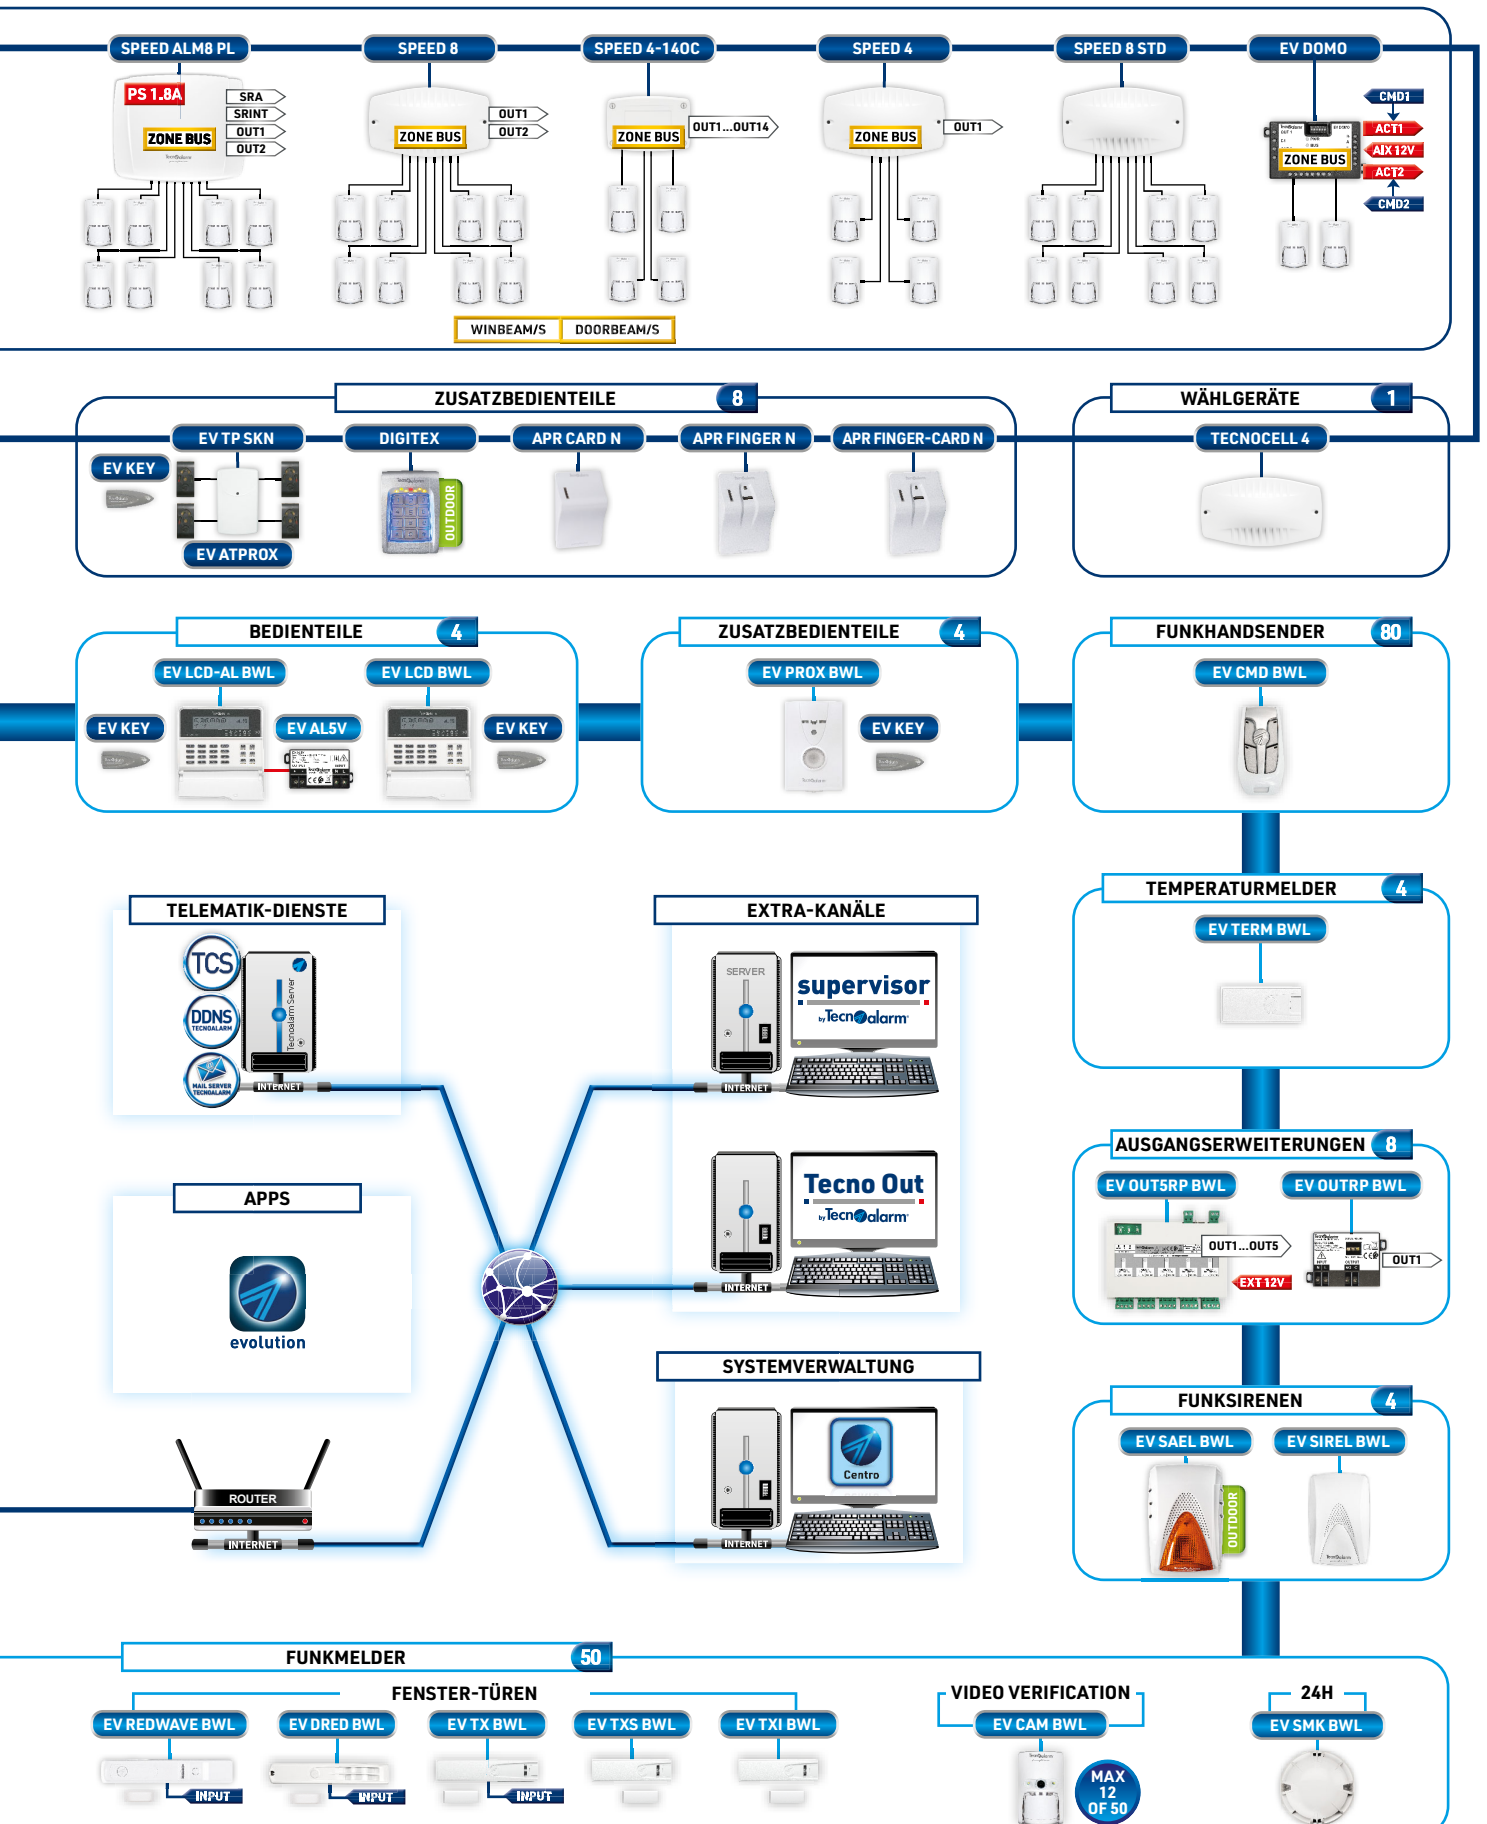 SPEED ALM8 PL
SPEED 8
SPEED 4-14OC
SPEED 4
SPEED 8 STD
EV DOMO
PS 1.8A
ZONE BUS
SRA
SRINT
OUT1
OUT2
ZONE BUS
OUT1
OUT2
ZONE BUS
OUT1...OUT14
ZONE BUS
OUT1
CMD1
ACT1
AIX 12V
ACT2
CMD2
ZONE BUS
WINBEAM/S
DOORBEAM/S
ZUSATZBEDIENTEILE
8
WÄHLGERÄTE
1
EV TP SKN
DIGITEX
APR CARD N
APR FINGER N
APR FINGER-CARD N
TECNOCELL 4
EV KEY
OUTDOOR
EV ATPROX
BEDIENTEILE
4
ZUSATZBEDIENTEILE
4
FUNKHANDSENDER
80
EV LCD-AL BWL
EV LCD BWL
EV PROX BWL
EV CMD BWL
EV KEY
EV AL5V
EV KEY
EV KEY
TEMPERATURMELDER
4
EV TERM BWL
TELEMATIK-DIENSTE
EXTRA-KANÄLE
TCS
DDNS
TECNOALARM
MAIL SERVER
TECNOALARM
Tecnoalarm Server
INTERNET
SERVER
supervisor
by Tecnoalarm
INTERNET
Tecno Out
by Tecnoalarm
INTERNET
APPS
evolution
AUSGANGSERWEITERUNGEN
8
EV OUT5RP BWL
EV OUTRP BWL
OUT1...OUT5
EXT 12V
OUT1
SYSTEMVERWALTUNG
Centro
INTERNET
ROUTER
INTERNET
FUNKSIRENEN
4
EV SAEL BWL
EV SIREL BWL
OUTDOOR
FUNKMELDER
50
FENSTER-TÜREN
VIDEO VERIFICATION
24H
EV REDWAVE BWL
EV DRED BWL
EV TX BWL
EV TXS BWL
EV TXI BWL
EV CAM BWL
EV SMK BWL
INPUT
INPUT
INPUT
MAX
12
OF 50